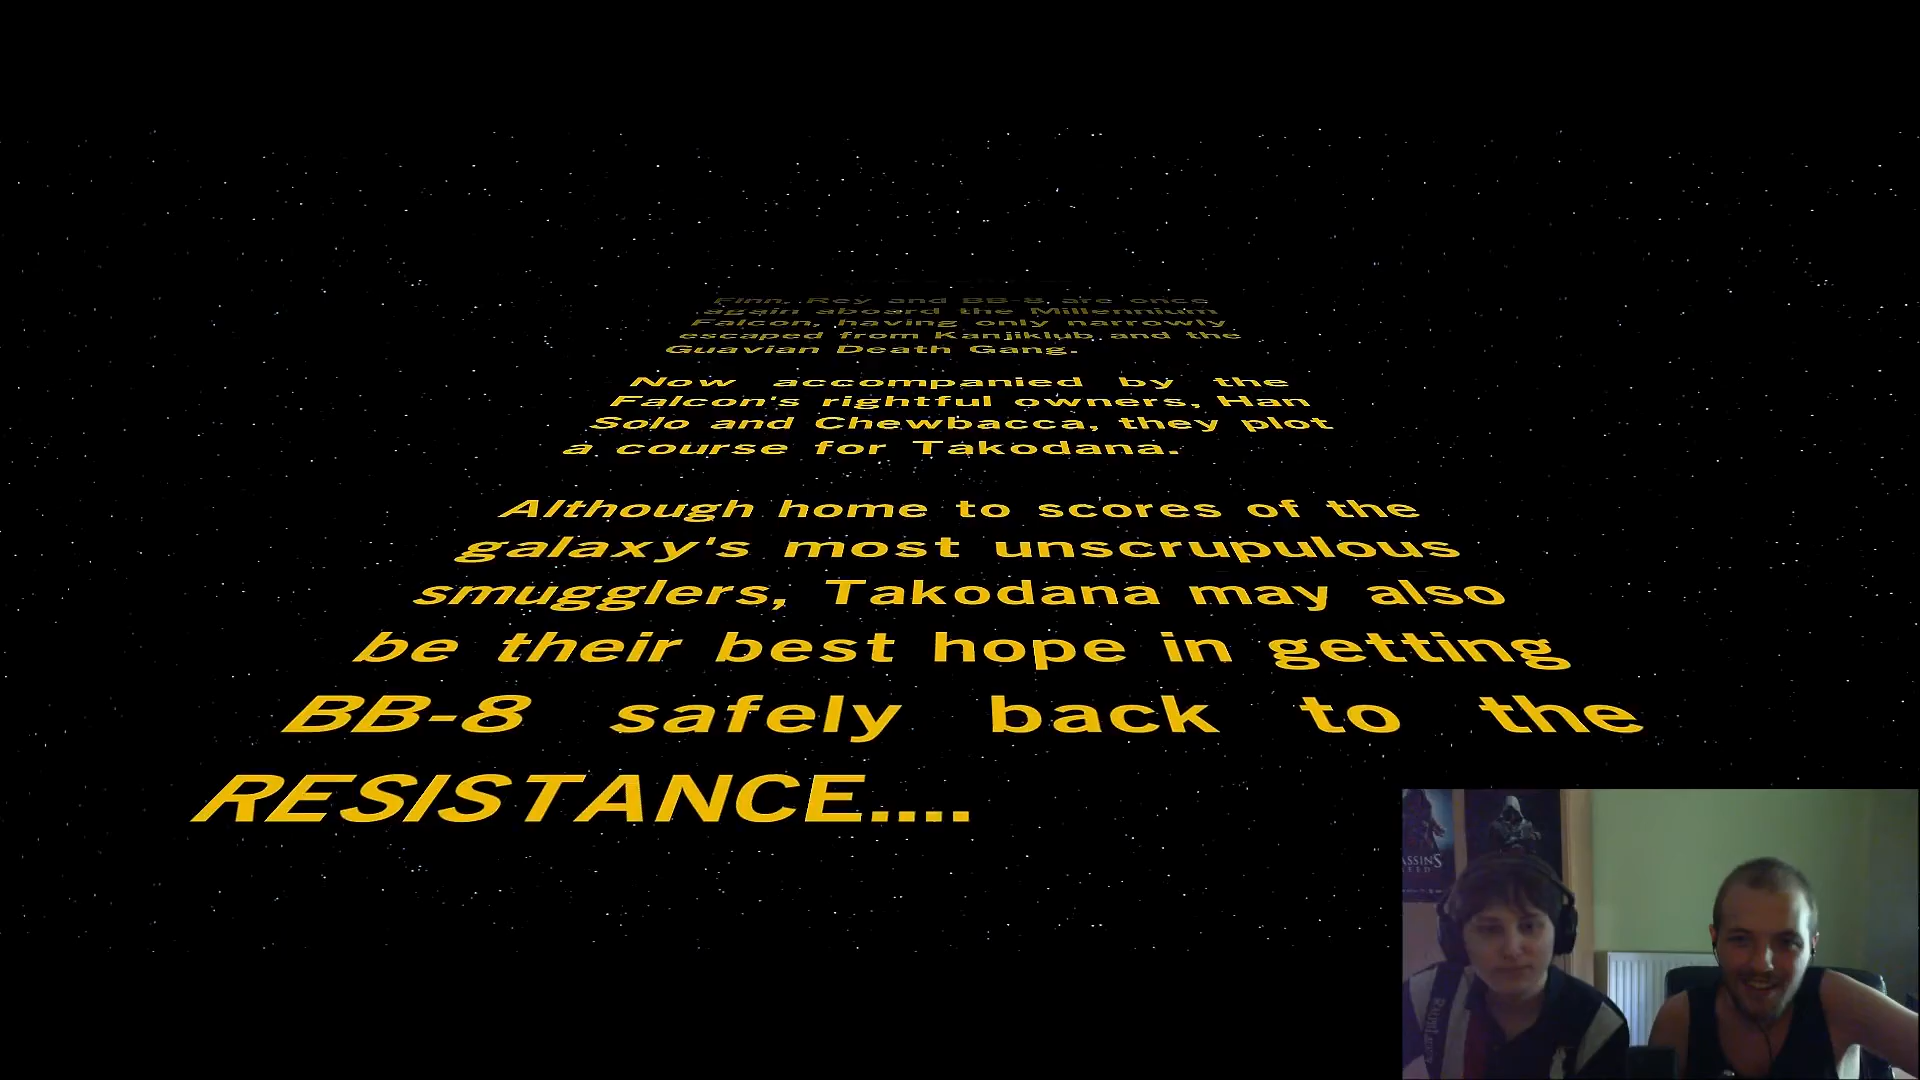 Finn, Rey and BB-8 are once
again aboard the Millennium
Falcon, having only narrowly
escaped from Kanjiklub and the
Guavian Death Gang.
Now accompanied by the
Falcon's rightful owners, Han
Solo and Chewbacca, they plot
a course for Takodana.
Although home to scores of the
galaxy's most unscrupulous
smugglers, Takodana may also
be their best hope in getting
BB-8 safely back to the
RESISTANCE....
ASSINS